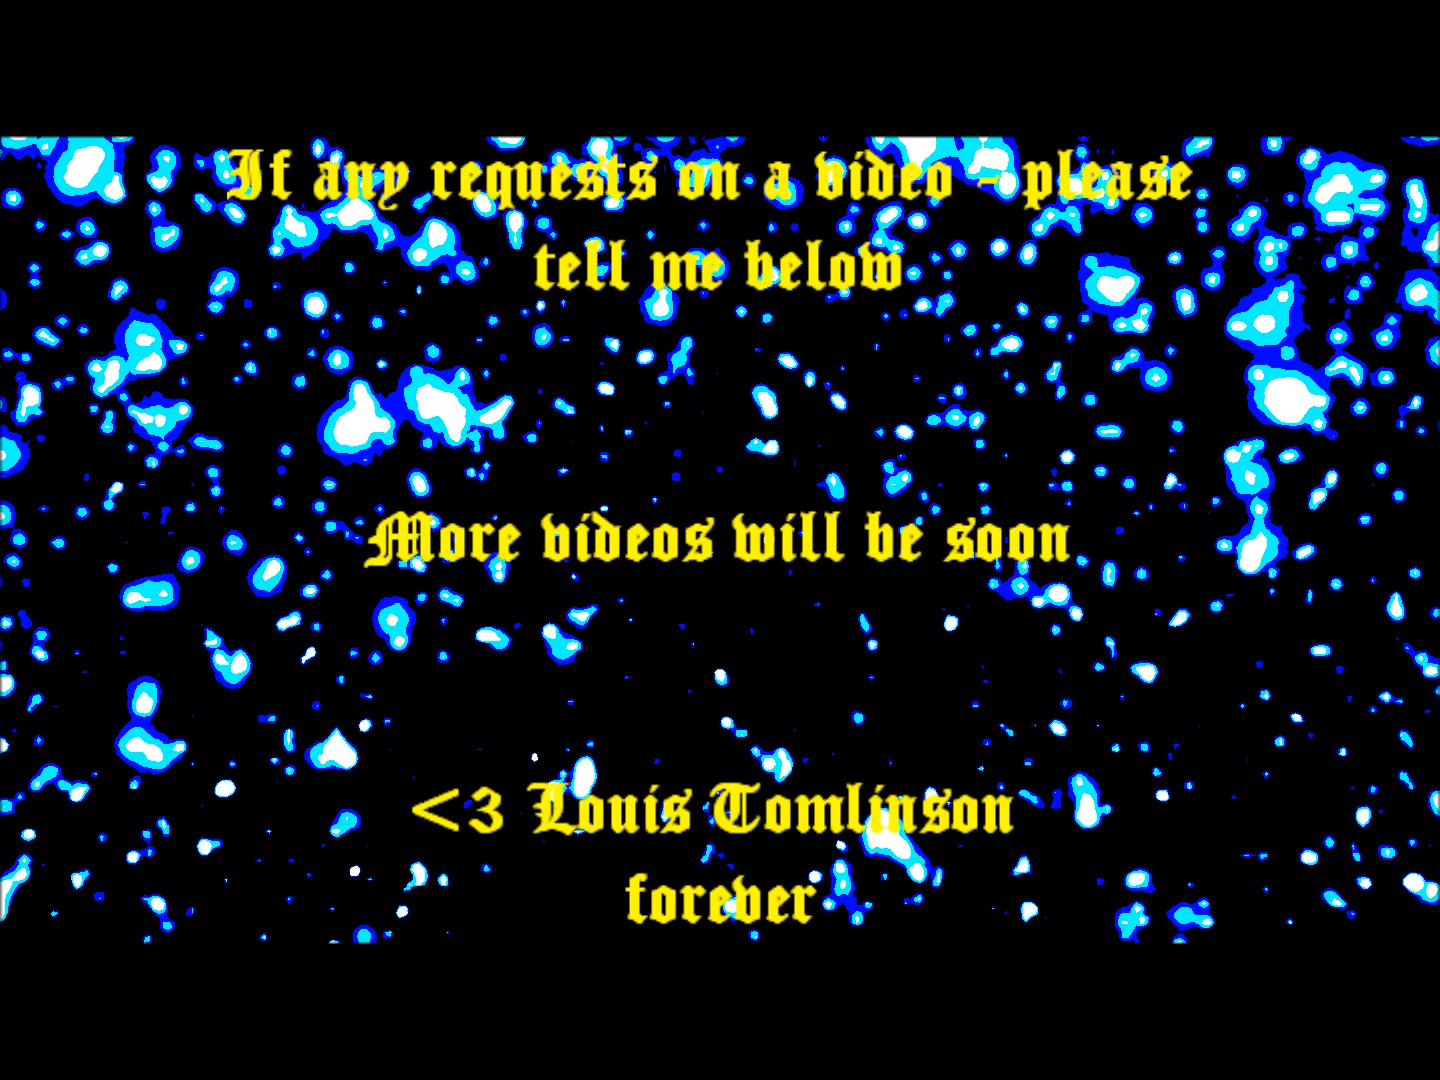 If any requests on a video - please
tell me below
More videos will be soon
<3 Louis Tomlinson
forever